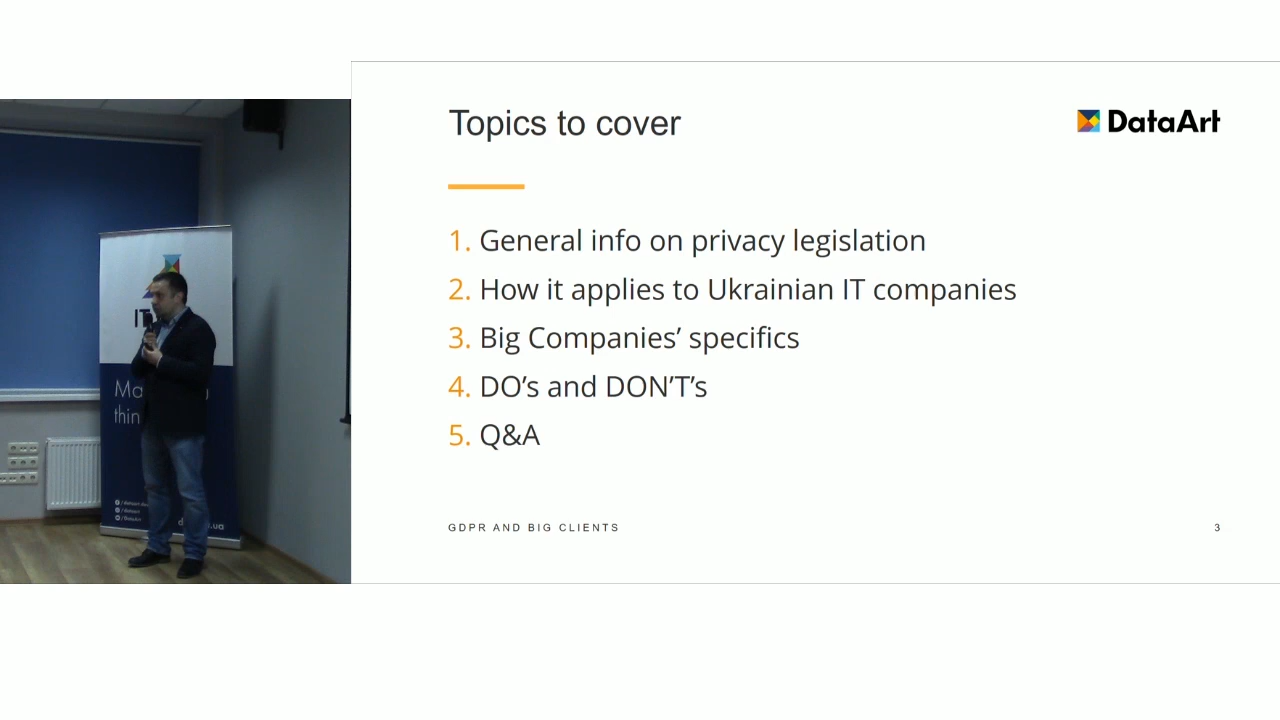 Topics to cover
DataArt
1. General info on privacy legislation
2. How it applies to Ukrainian IT companies
3. Big Companies’ specifics
4. DO’s and DON’T’s
5. Q&A
GDPR AND BIG CLIENTS
3
IT